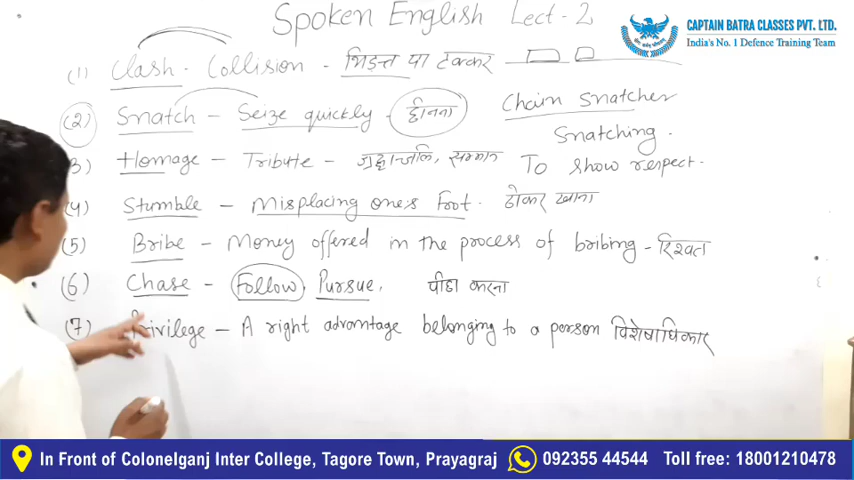 Spoken English Lect-2
CAPTAIN BATRA CLASSES PVT. LTD.
India's No. 1 Defence Training Team
(1) Clash - Collision - भिड़न्त या टक्कर
(2) Snatch - Seize quickly - छीनना Chain snatcher
Snatching.
3) Homage - Tribute - श्रद्धांजलि, सम्मान To show respect.
(4) Stumble - Misplacing one's Foot. ठोकर खाना
(5) Bribe - Money offered in the process of bribing - रिश्वत
(6) Chase - Follow, Pursue, पीछा करना
(7) Privilege - A right advantage belonging to a person विशेषाधिकार
In Front of Colonelganj Inter College, Tagore Town, Prayagraj 092355 44544 Toll free: 18001210478